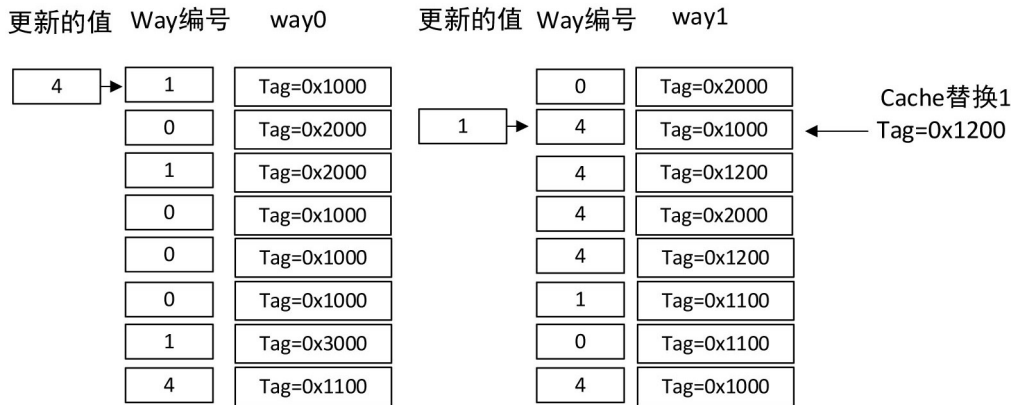 更新的值 Way编号 way0 更新的值 Way编号 way1
4 1 Tag=0x1000 0 Tag=0x2000
Cache替换1
0 Tag=0x2000 1 4 Tag=0x1000 Tag=0x1200
1 Tag=0x2000 4 Tag=0x1200
0 Tag=0x1000 4 Tag=0x2000
0 Tag=0x1000 4 Tag=0x1200
0 Tag=0x1000 1 Tag=0x1100
1 Tag=0x3000 0 Tag=0x1100
4 Tag=0x1100 4 Tag=0x1000